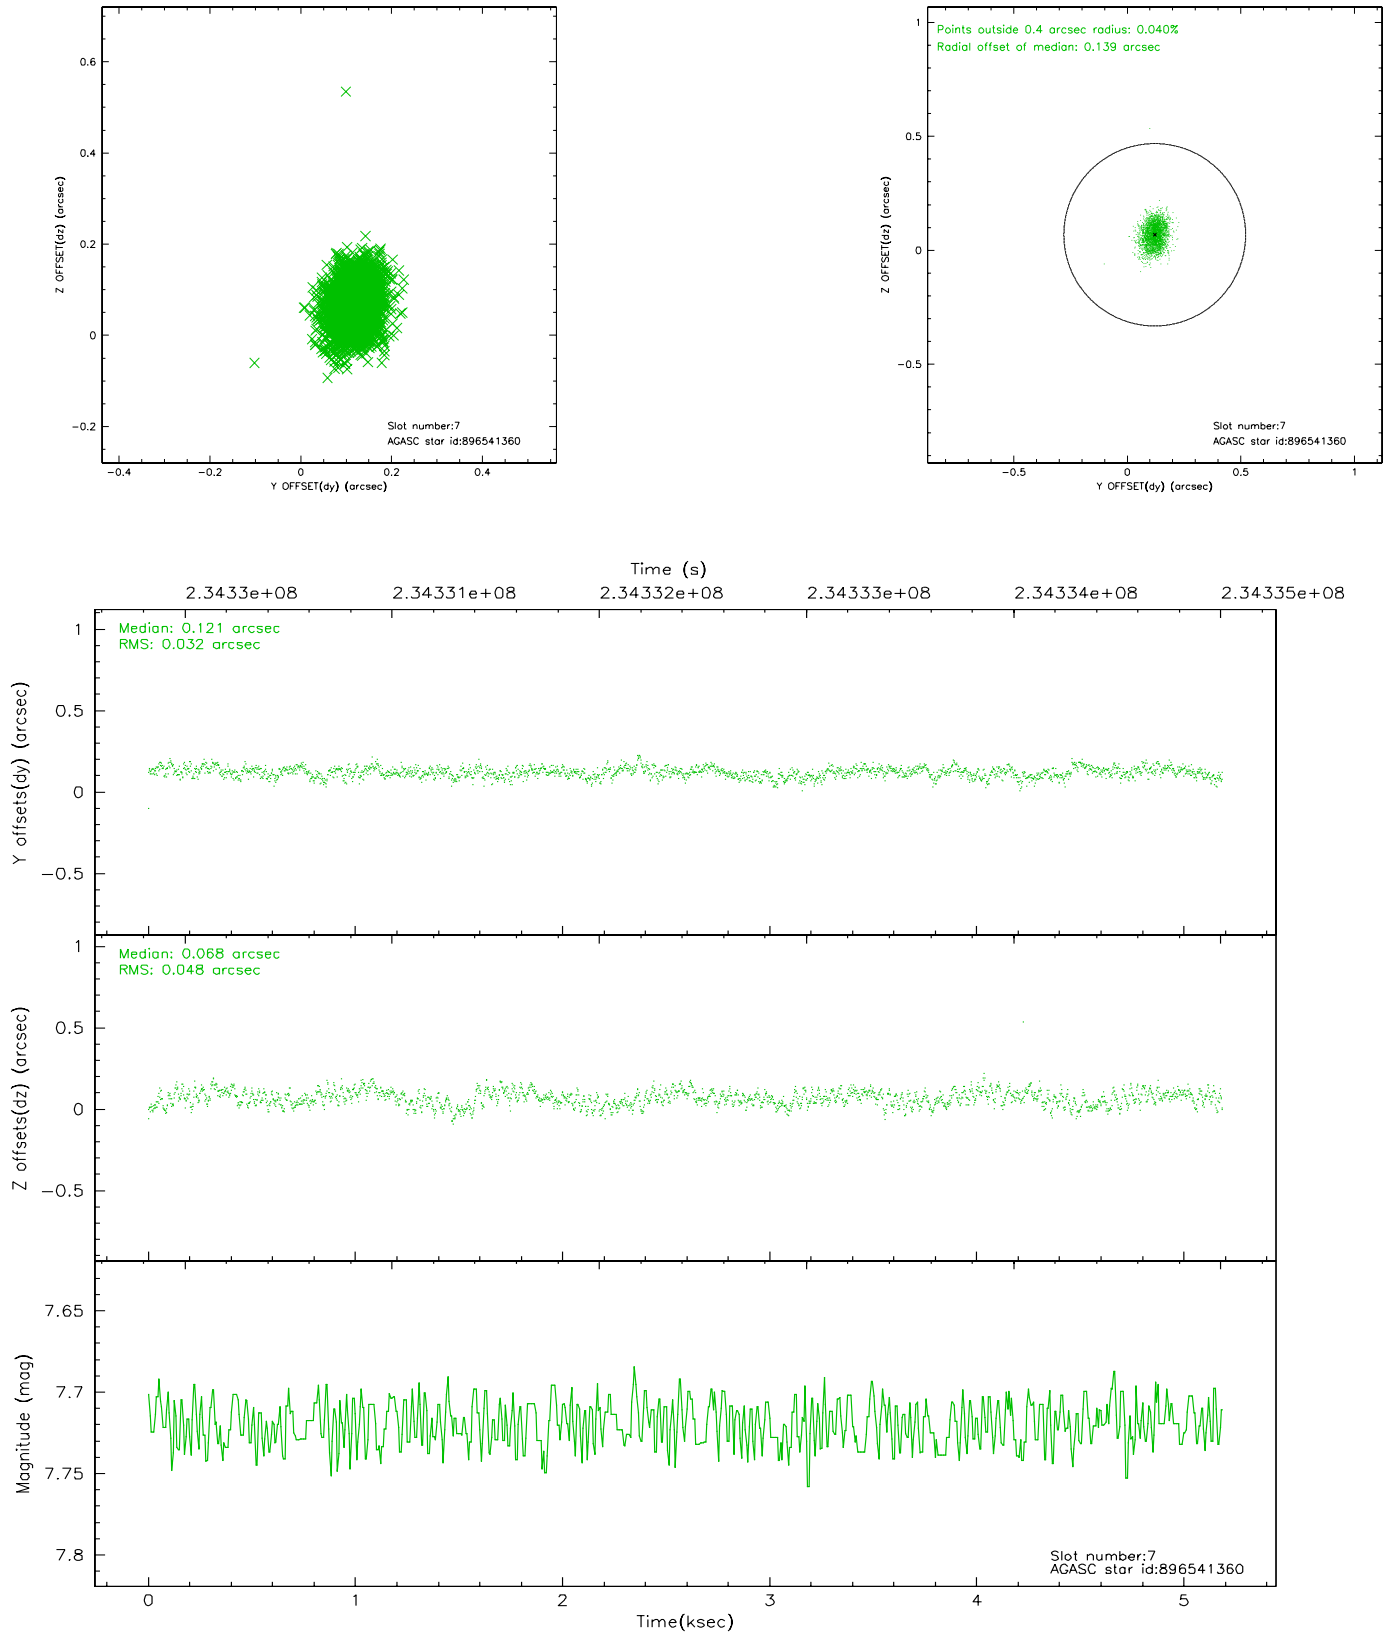 0.6
0.4
0.2
0
−0.2
Z OFFSET(dz) (arcsec)
−0.4
−0.2
0
0.2
0.4
Y OFFSET(dy) (arcsec)
Slot number:7
AGASC star id:896541360
Points outside 0.4 arcsec radius: 0.040%
Radial offset of median: 0.139 arcsec
1
0.5
0
−0.5
Z OFFSET(dz) (arcsec)
−0.5
0
0.5
1
Y OFFSET(dy) (arcsec)
Slot number:7
AGASC star id:896541360
Time (s)
2.3433e+08
2.34331e+08
2.34332e+08
2.34333e+08
2.34334e+08
2.34335e+08
Median: 0.121 arcsec
RMS: 0.032 arcsec
1
0.5
0
−0.5
Y offsets(dy) (arcsec)
Median: 0.068 arcsec
RMS: 0.048 arcsec
1
0.5
0
−0.5
Z offsets(dz) (arcsec)
7.65
7.7
7.75
7.8
Magnitude (mag)
Slot number:7
AGASC star id:896541360
0
1
2
3
4
5
Time(ksec)